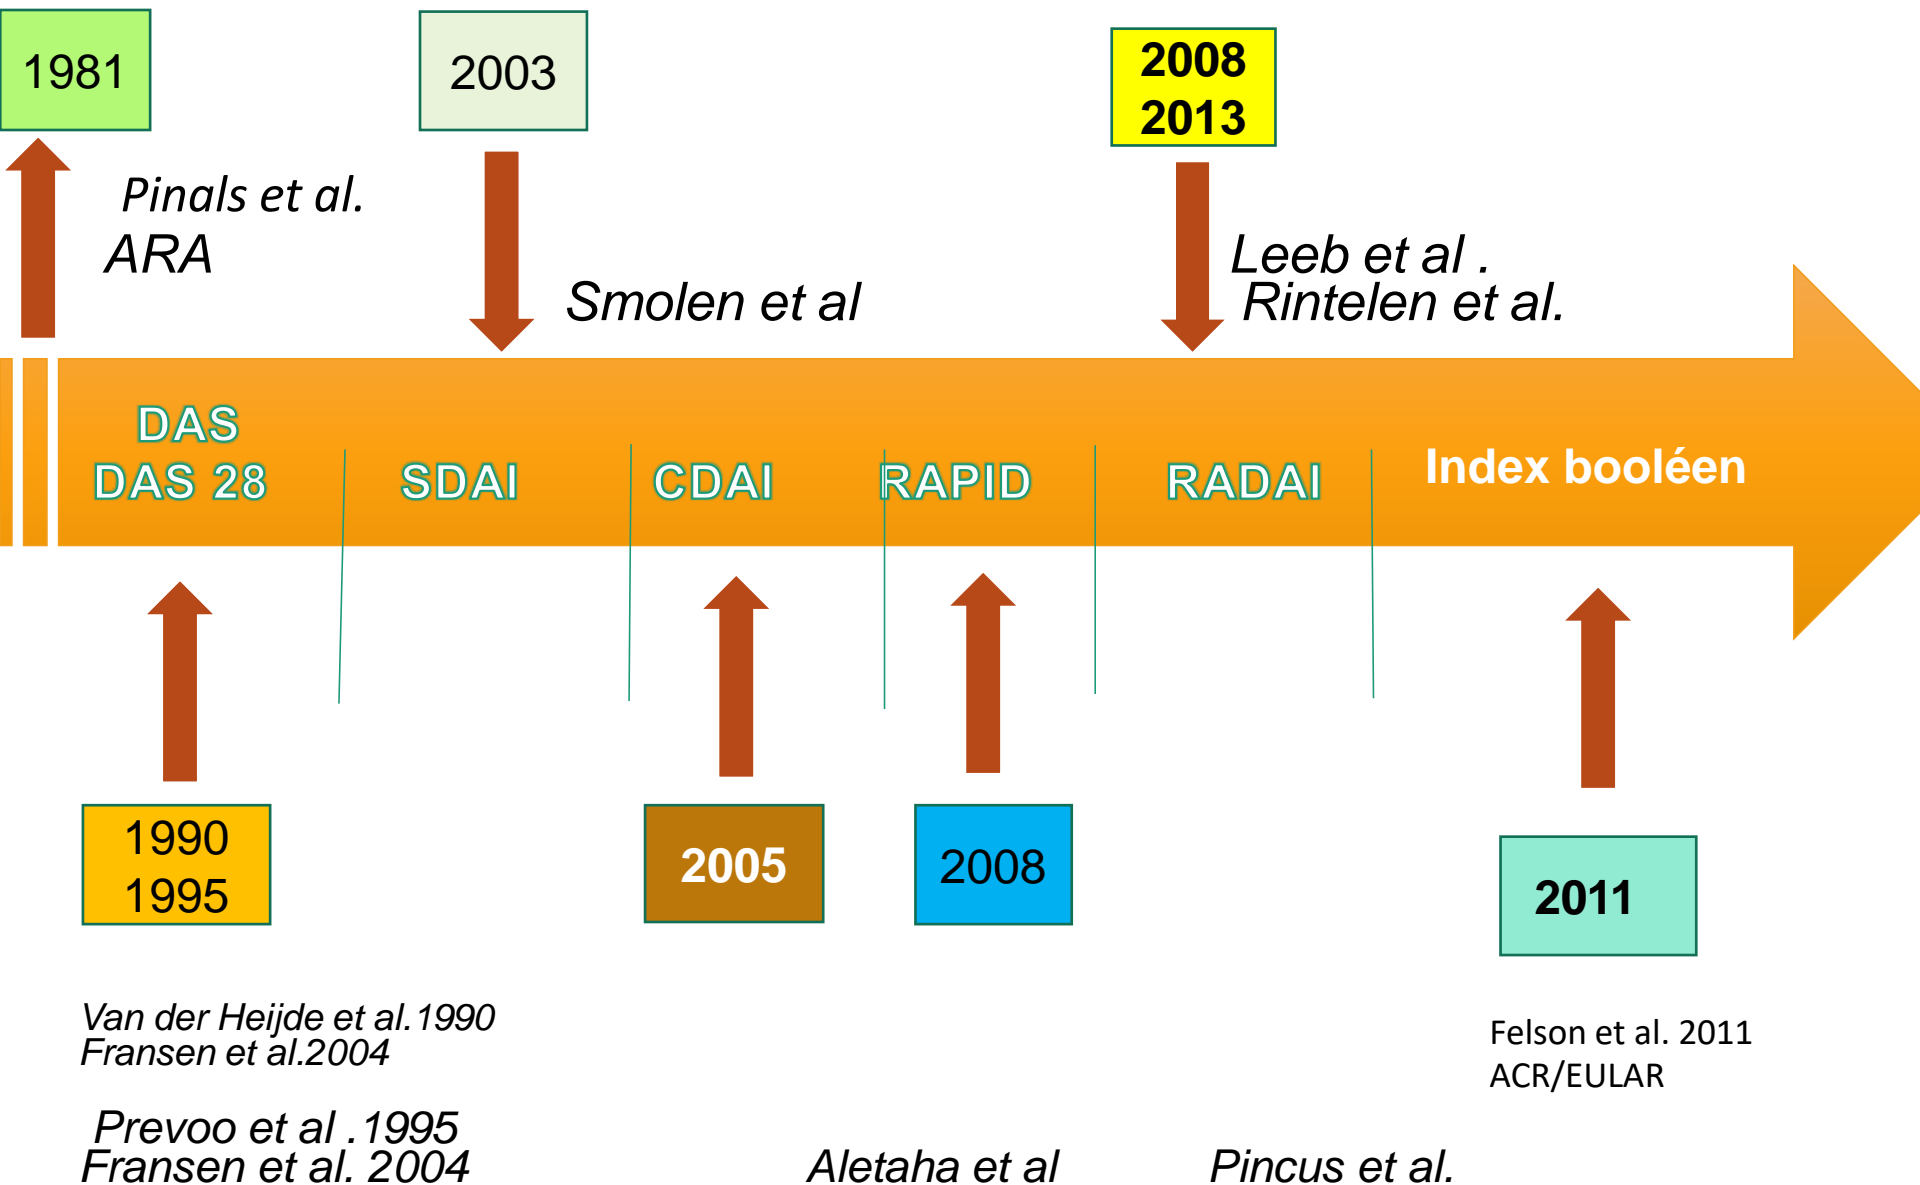 1981
2003
2008
2013
Pinals et al.
ARA
Smolen et al
Leeb et al .
Rintelen et al.
DAS
DAS 28
SDAI
CDAI
RAPID
RADAI
Index booléen
1990
1995
2005
2008
2011
Van der Heijde et al.1990
Fransen et al.2004
Felson et al. 2011
ACR/EULAR
Prevoo et al .1995
Fransen et al. 2004
Aletaha et al
Pincus et al.